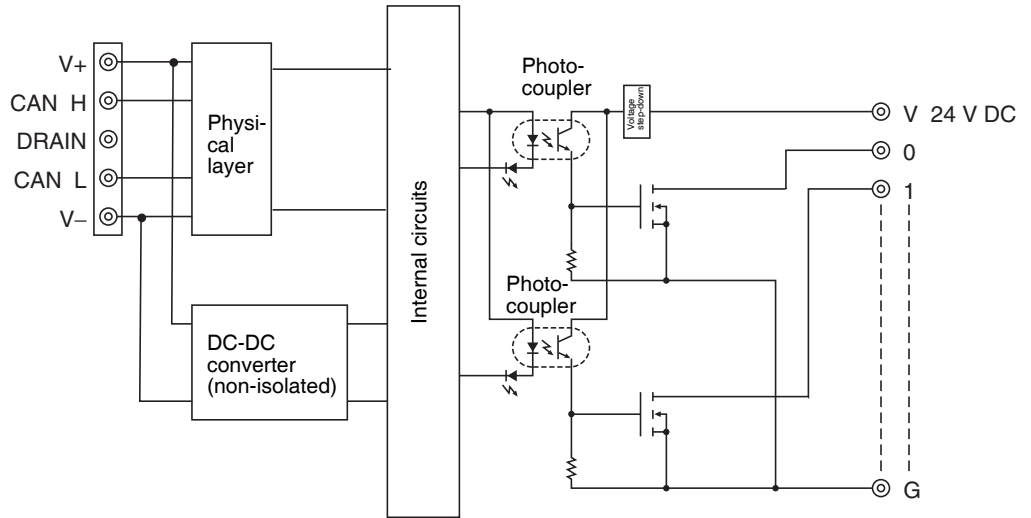 V+
CAN H
DRAIN
CAN L
V–
Physi-
cal
layer
DC-DC
converter
(non-isolated)
Internal circuits
Photo-
coupler
Voltage
step-down
Photo-
coupler
V 24 V DC
0
1
G